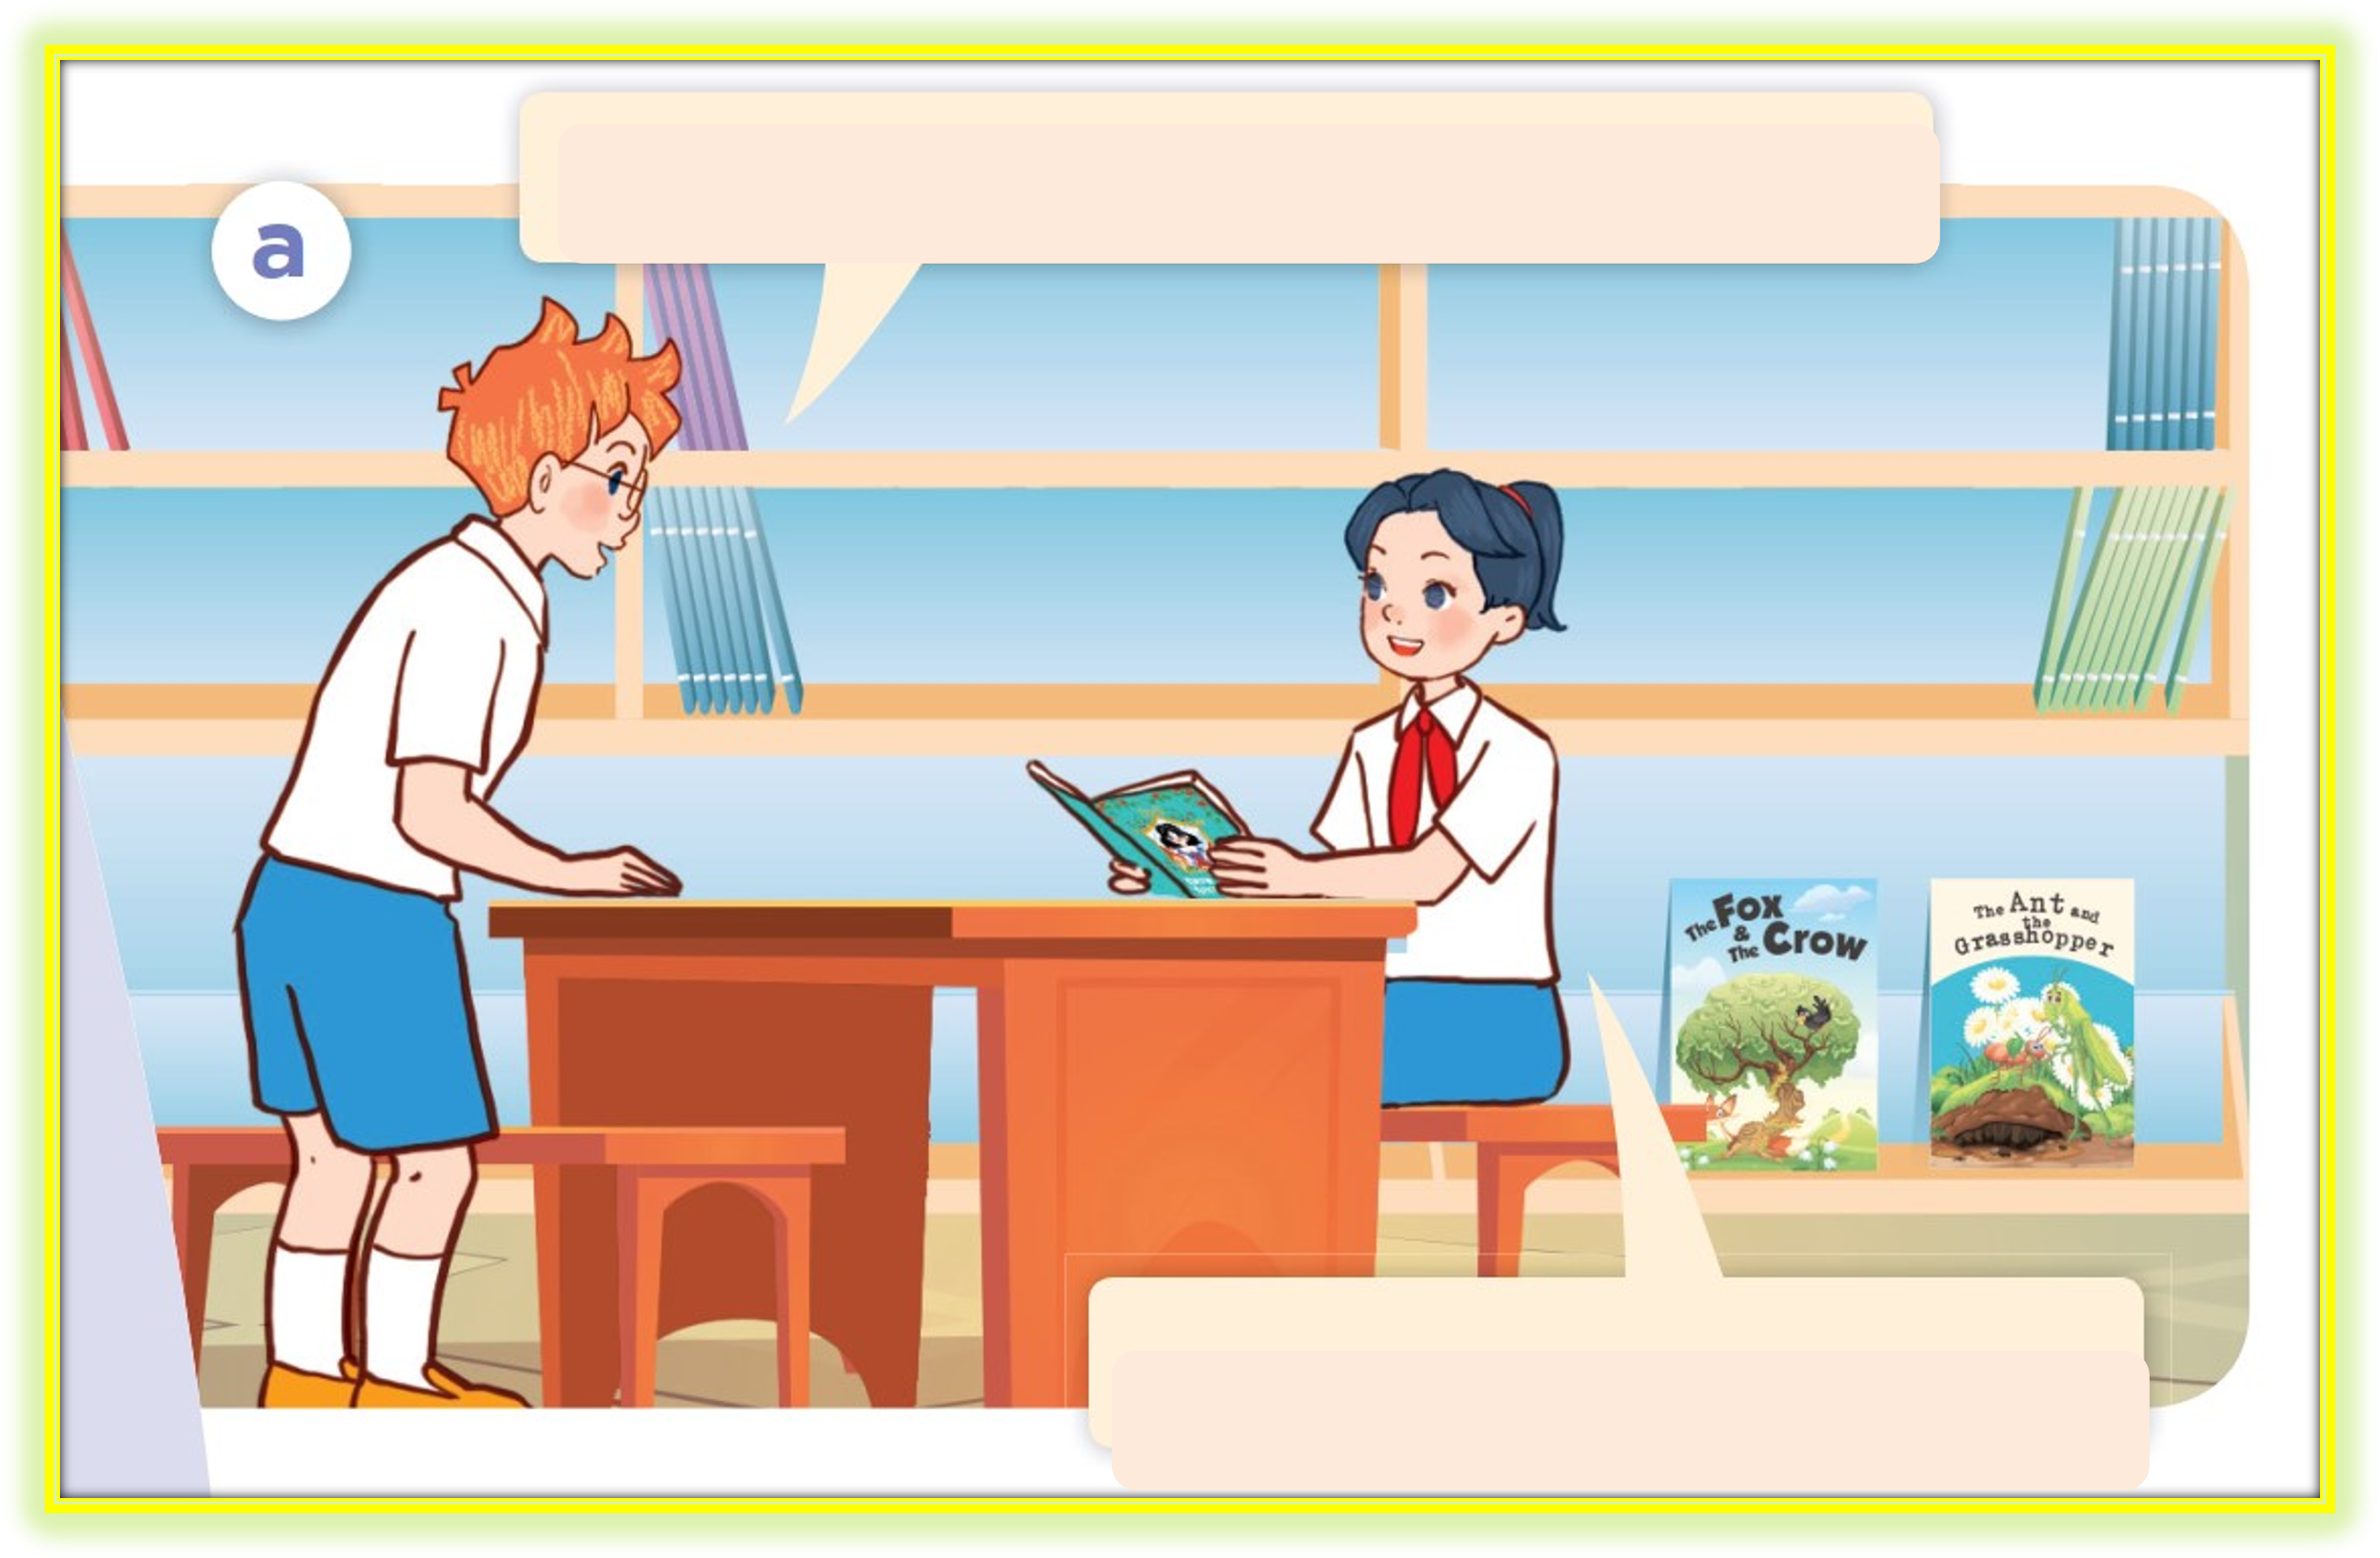 a
The Fox
&
The Crow
The Ant and
the
Grasshopper